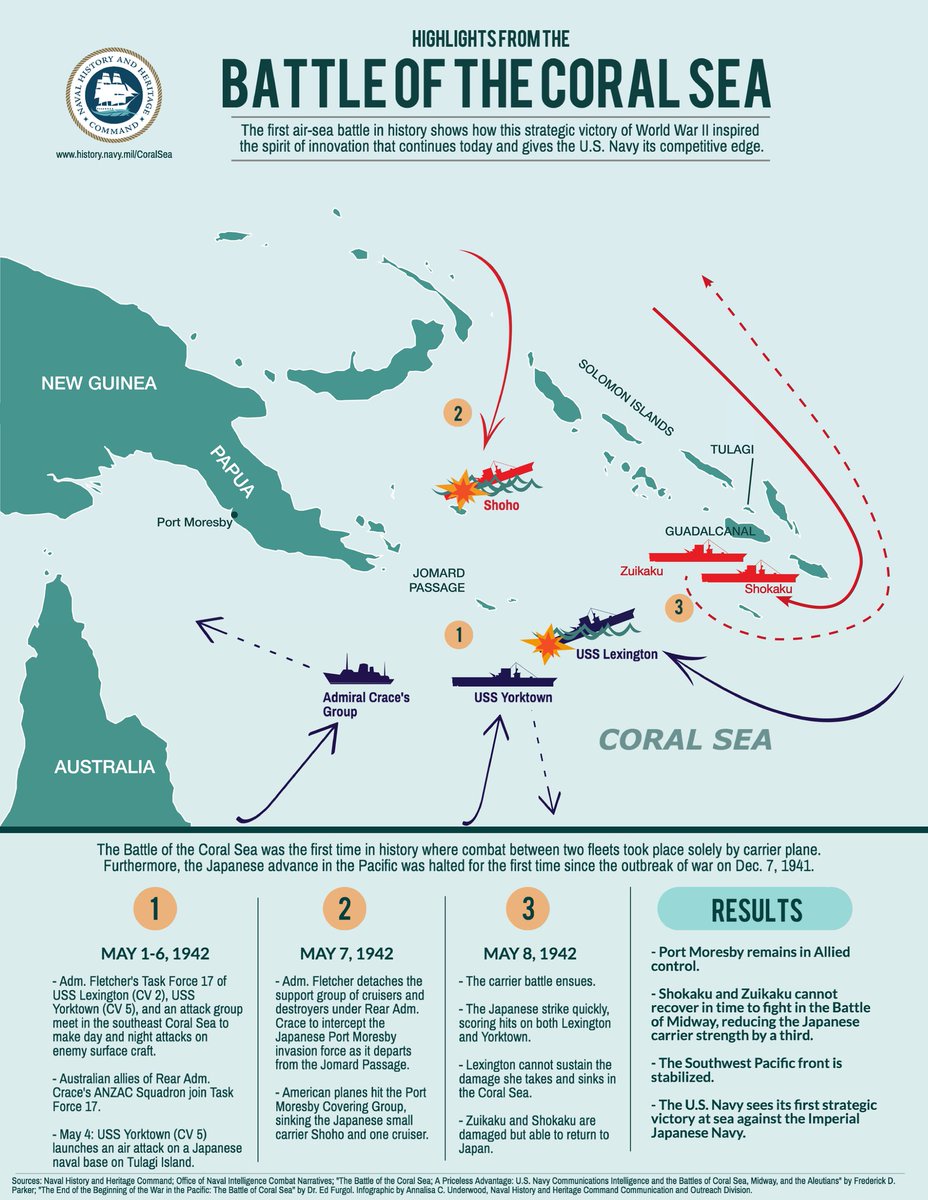 HIGHLIGHTS FROM THE
BATTLE OF THE CORAL SEA
NAVAL HISTORY AND HERITAGE
COMMAND
www.history.navy.mil/CoralSea
The first air-sea battle in history shows how this strategic victory of World War II inspired
the spirit of innovation that continues today and gives the U.S. Navy its competitive edge.
NEW GUINEA
SOLOMON ISLANDS
2
TULAGI
PAPUA
Shoho
Port Moresby
GUADALCANAL
Zuikaku
JOMARD
PASSAGE
Shokaku
3
1
USS Lexington
Admiral Crace's
Group
USS Yorktown
CORAL SEA
AUSTRALIA
The Battle of the Coral Sea was the first time in history where combat between two fleets took place solely by carrier plane.
Furthermore, the Japanese advance in the Pacific was halted for the first time since the outbreak of war on Dec. 7, 1941.
1
MAY 1-6, 1942
- Adm. Fletcher's Task Force 17 of
USS Lexington (CV 2), USS
Yorktown (CV 5), and an attack group
meet in the southeast Coral Sea to
make day and night attacks on
enemy surface craft.
- Australian allies of Rear Adm.
Crace's ANZAC Squadron join Task
Force 17.
- May 4: USS Yorktown (CV 5)
launches an air attack on a Japanese
naval base on Tulagi Island.
2
MAY 7, 1942
- Adm. Fletcher detaches the
support group of cruisers and
destroyers under Rear Adm.
Crace to intercept the
Japanese Port Moresby
invasion force as it departs
from the Jomard Passage.
- American planes hit the Port
Moresby Covering Group,
sinking the Japanese small
carrier Shoho and one cruiser.
3
MAY 8, 1942
- The carrier battle ensues.
- The Japanese strike quickly,
scoring hits on both Lexington
and Yorktown.
- Lexington cannot sustain the
damage she takes and sinks in
the Coral Sea.
- Zuikaku and Shokaku are
damaged but able to return to
Japan.
RESULTS
- Port Moresby remains in Allied
control.
- Shokaku and Zuikaku cannot
recover in time to fight in the Battle
of Midway, reducing the Japanese
carrier strength by a third.
- The Southwest Pacific front is
stabilized.
- The U.S. Navy sees its first strategic
victory at sea against the Imperial
Japanese Navy.
Sources: Naval History and Heritage Command; Office of Naval Intelligence Combat Narratives; "The Battle of the Coral Sea; A Priceless Advantage: U.S. Navy Communications Intelligence and the Battles of Coral Sea, Midway, and the Aleutians" by Frederick D.
Parker; "The End of the Beginning of the War in the Pacific: The Battle of Coral Sea" by Dr. Ed Furgol. Infographic by Annalisa C. Underwood, Naval History and Heritage Command Communication and Outreach Division.